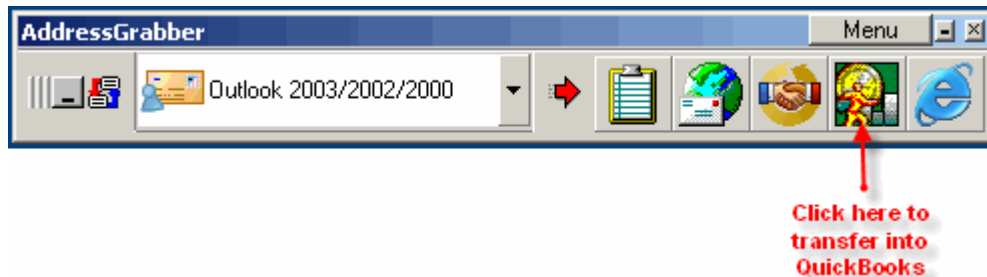 AddressGrabber
Menu
Outlook 2003/2002/2000
Click here to
transfer into
QuickBooks